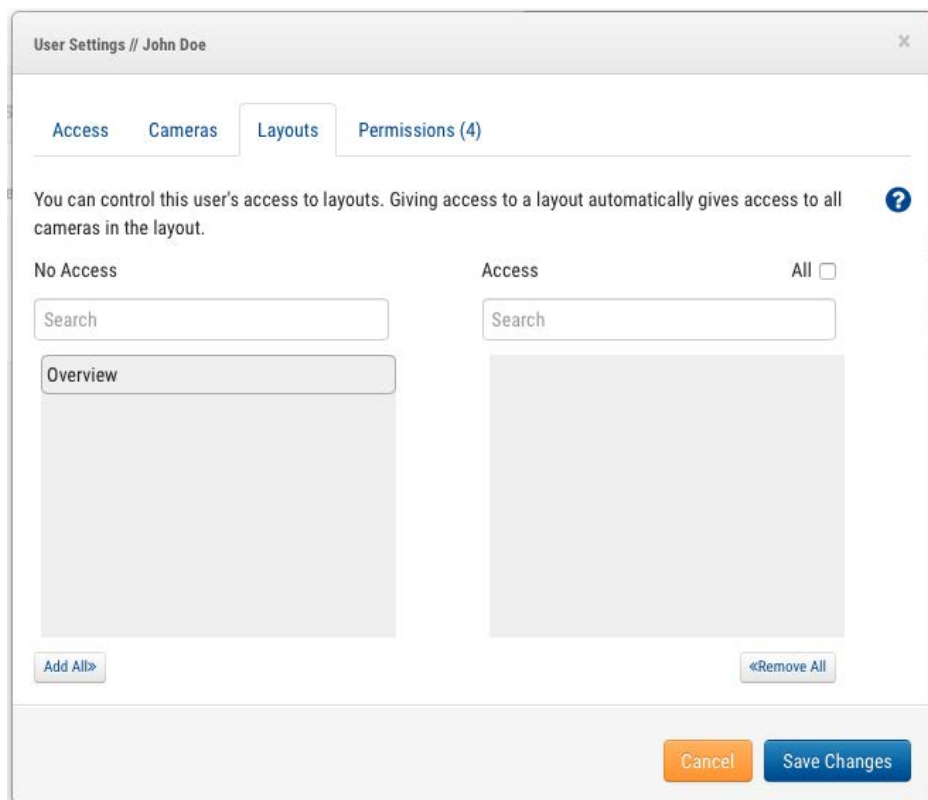 User Settings // John Doe
×
Access Cameras Layouts Permissions (4)
You can control this user's access to layouts. Giving access to a layout automatically gives access to all
cameras in the layout.
?
No Access Access All
Search Search
Overview
Add All» «Remove All
Cancel Save Changes